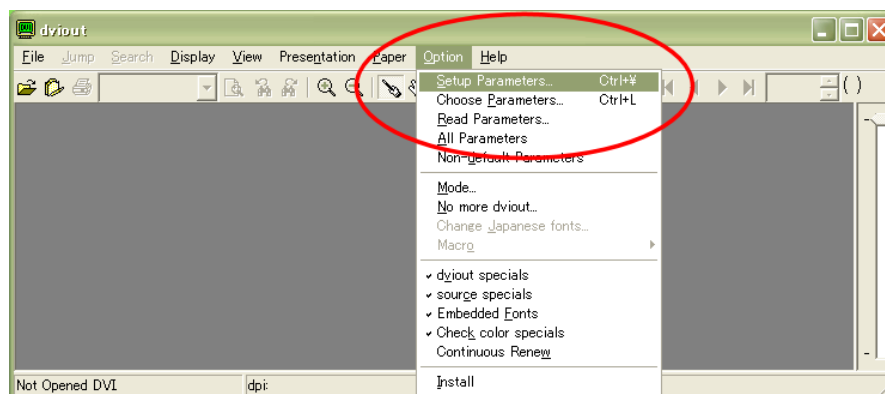 dviout
File Jump Search Display View Presentation Paper Option Help
( )
Setup Parameters... Ctrl+¥
Choose Parameters... Ctrl+L
Read Parameters...
All Parameters
Non-default Parameters
Mode...
No more dviout...
Change Japanese fonts...
Macro
dviout specials
source specials
Embedded Fonts
Check color specials
Continuous Renew
Install
Not Opened DVI dpi: